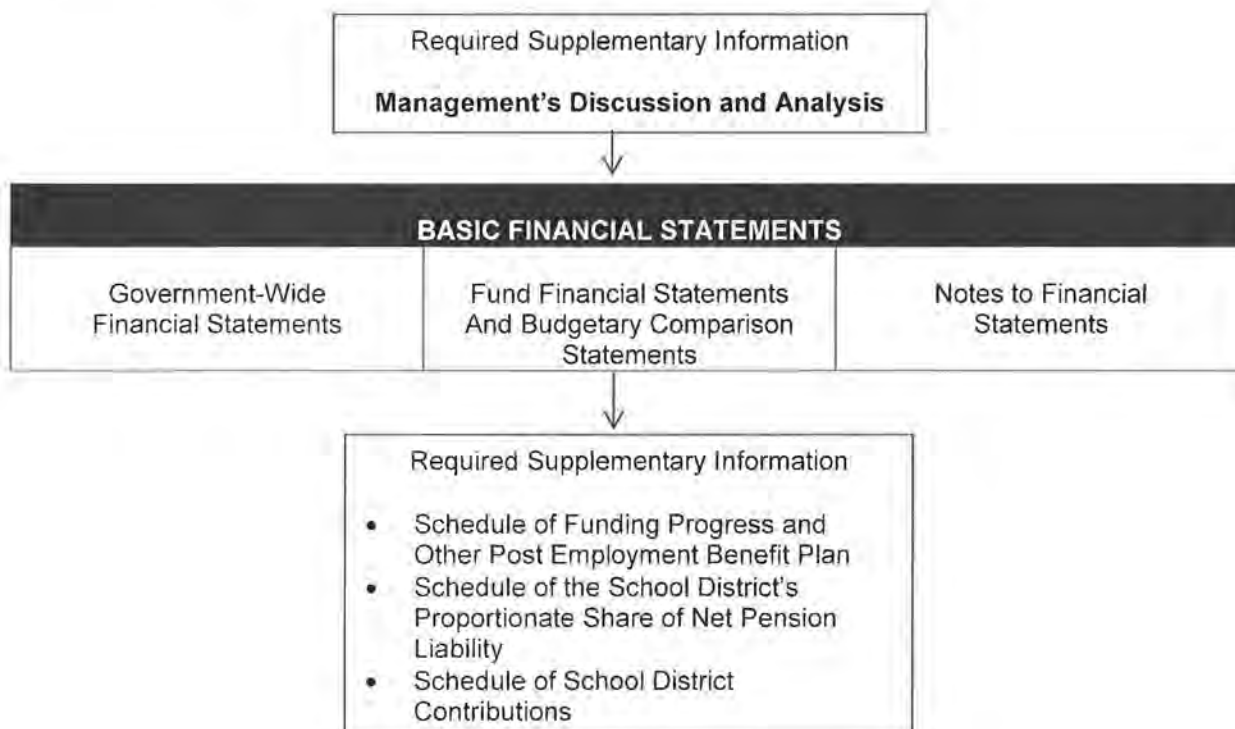 Required Supplementary Information
Management's Discussion and Analysis
BASIC FINANCIAL STATEMENTS
Government-Wide
Financial Statements
Fund Financial Statements
And Budgetary Comparison
Statements
Notes to Financial
Statements
Required Supplementary Information
• Schedule of Funding Progress and
Other Post Employment Benefit Plan
• Schedule of the School District's
Proportionate Share of Net Pension
Liability
• Schedule of School District
Contributions